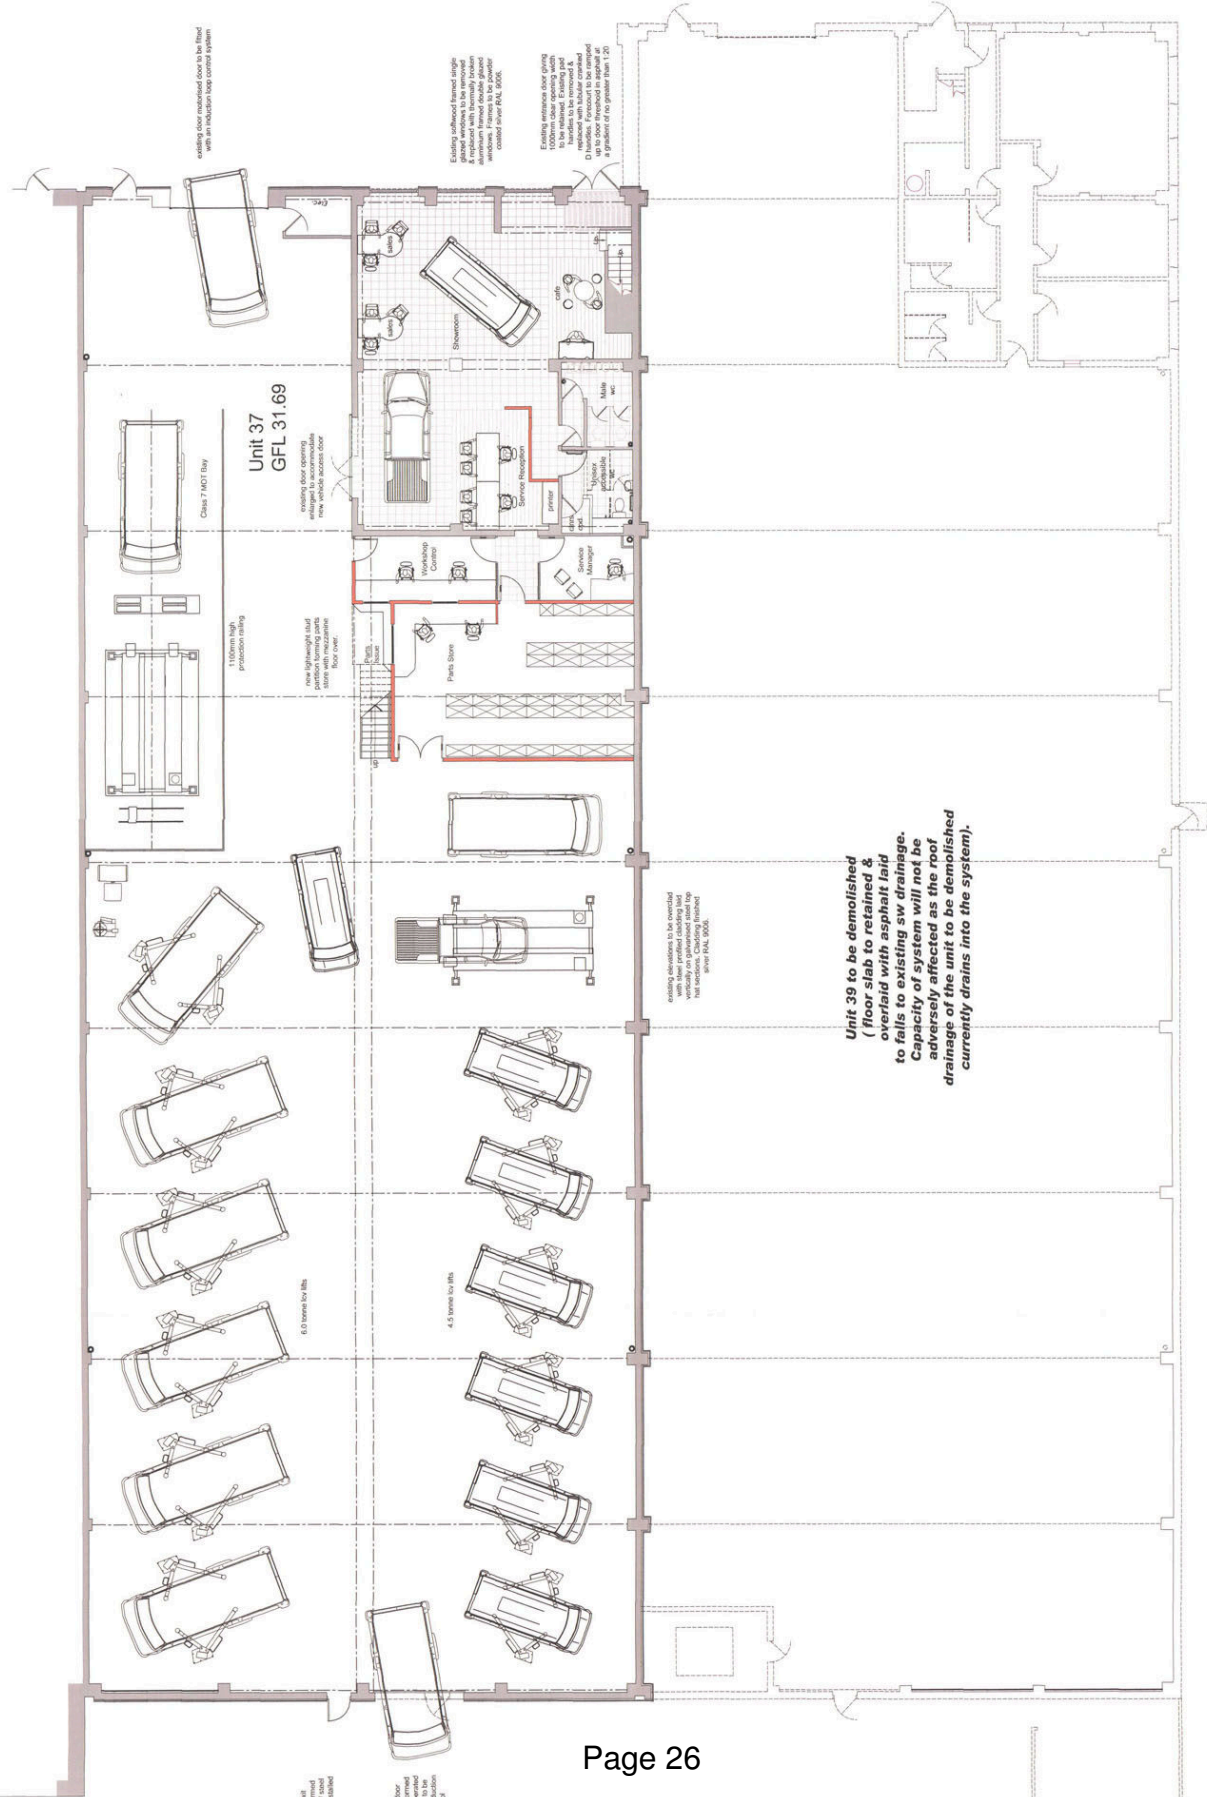 existing door motorised door to be fitted
with an induction loop control system
Existing softwood framed single
glazed windows to be removed
& replaced with thermally broken
aluminium framed double glazed
windows. Frames to be powder
coated silver RAL 9006.
Existing entrance door giving
1000mm clear opening width
to be retained. Existing pad
handles to be removed &
replaced with tubular cranked
D handles. Forecourt to be ramped
up to door threshold in asphalt at
a gradient of no greater than 1:20
Elec.
sales
sales
Showroom
cafe
up
up
Unit 37
GFL 31.69
Class 7 MOT Bay
existing door opening
enlarged to accommodate
new vehicle access door
Service Reception
printer
Male
wc
Unisex
accessible
wc
Workshop
Control
Service
Manager
1100mm high
protection railing
new lightweight stud
partition forming parts
store with mezzanine
floor over.
Parts
Issue
Parts Store
up
existing elevations to be overclad
with steel profiled cladding laid
vertically on galvanised steel top
hat sections. Cladding finished
silver RAL 9006.
Unit 39 to be demolished
( floor slab to retained &
overlaid with asphalt laid
to falls to existing sw drainage.
Capacity of system will not be
adversely affected as the roof
drainage of the unit to be demolished
currently drains into the system).
6.0 tonne lcv lifts
4.5 tonne lcv lifts
Page 26